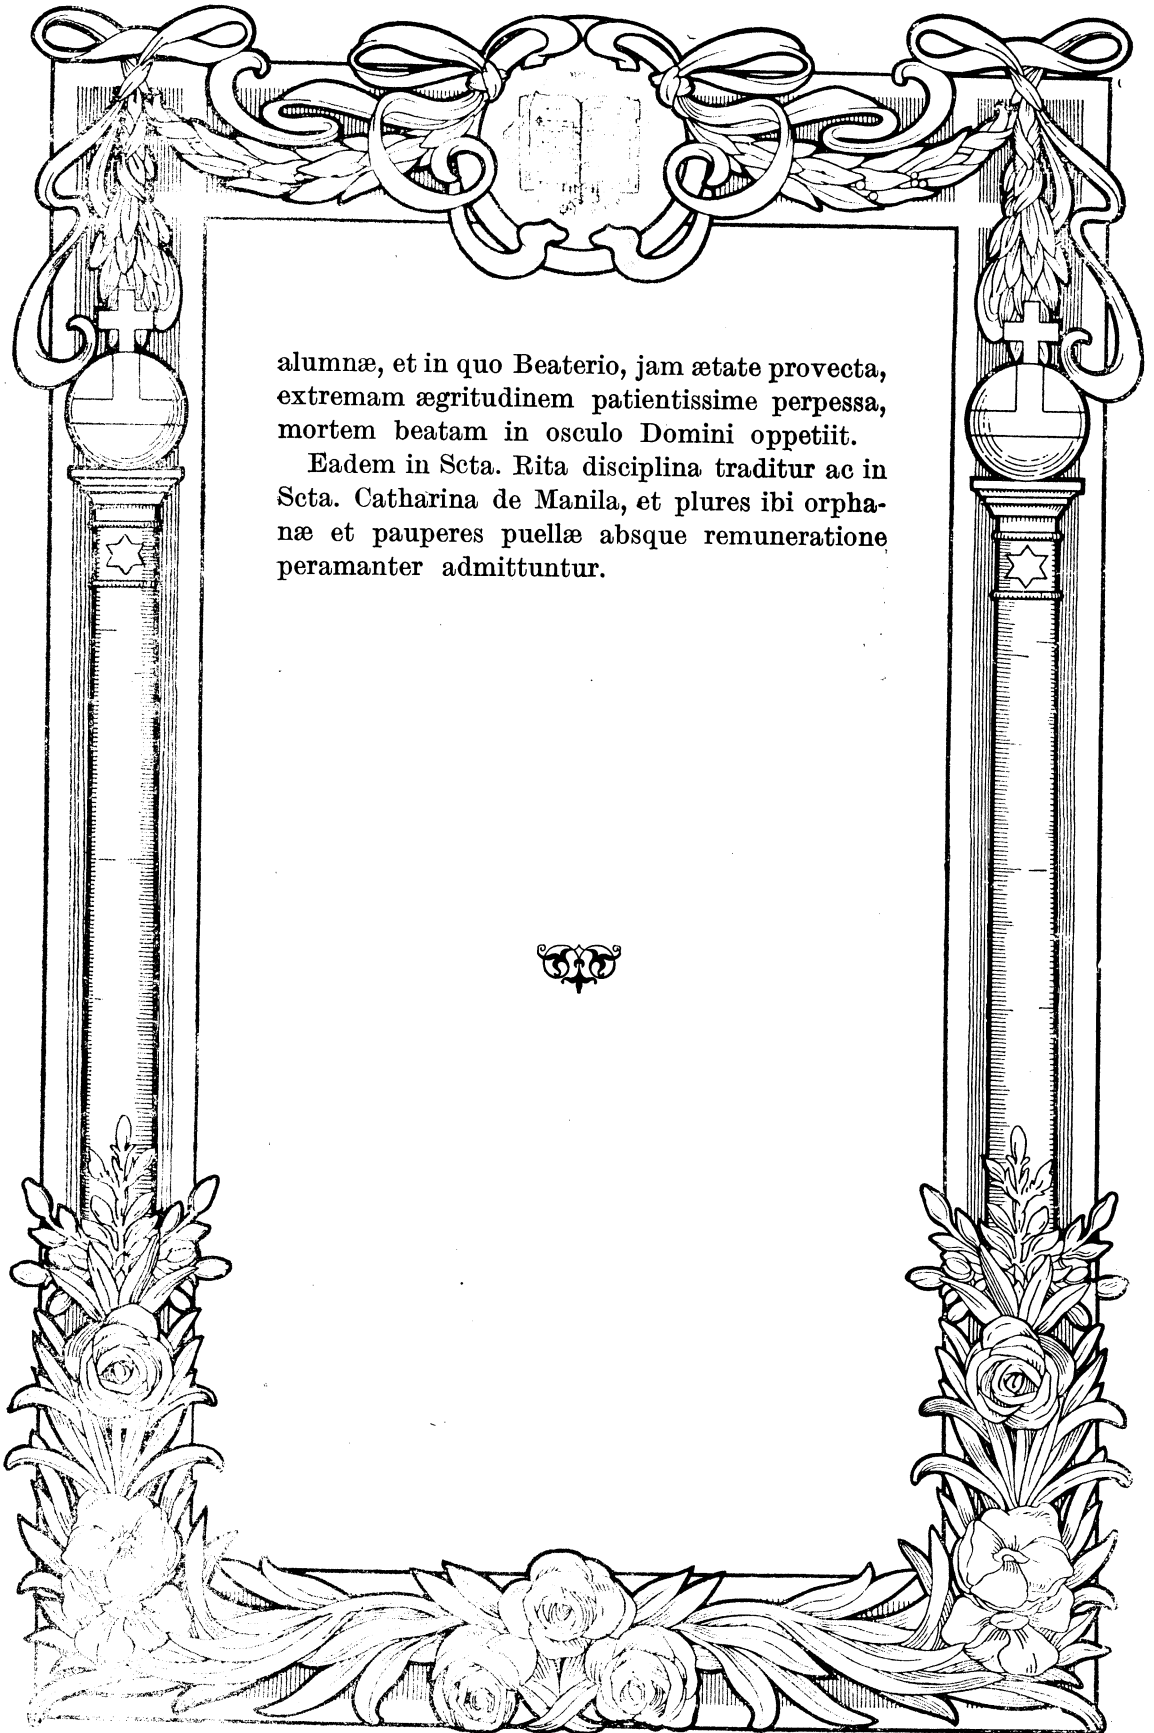 alumnæ, et in quo Beaterio, jam ætate provecta,
extremam ægritudinem patientissime perpessa,
mortem beatam in osculo Domini oppetiit.
Eadem in Scta. Rita disciplina traditur ac in
Scta. Catharina de Manila, et plures ibi orpha-
næ et pauperes puellæ absque remuneratione
peramanter admittuntur.